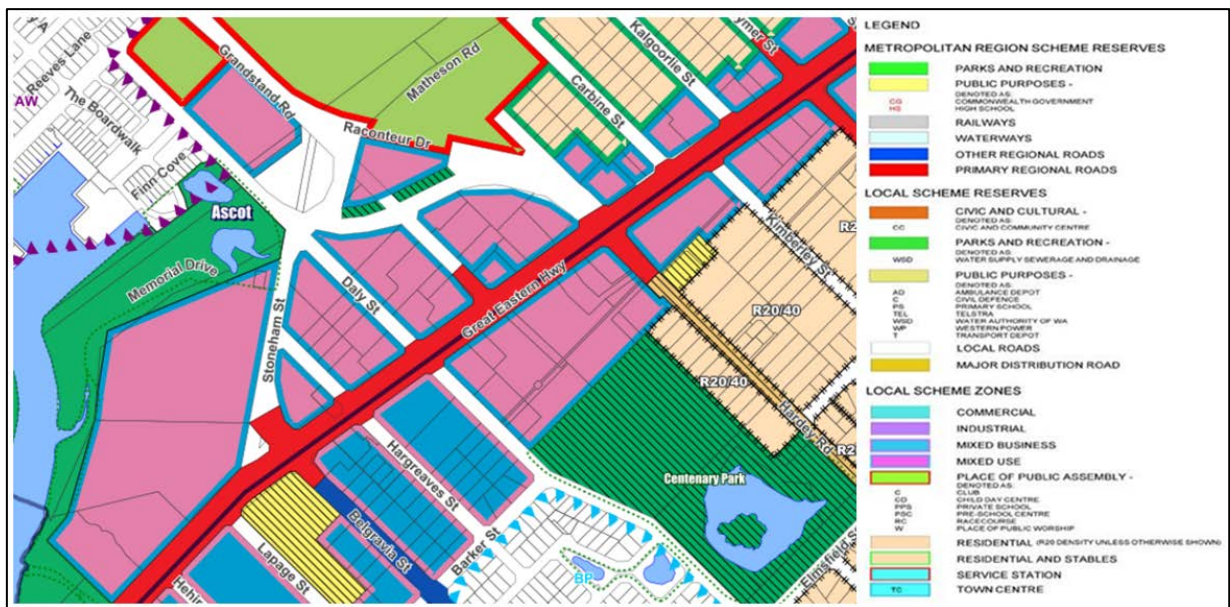 Reeves Lane
AW
The Boardwalk
Finn Cove
Grandstand Rd
Matheson Rd
Raconteur Dr
Carbine St
Kalgoorlie St
Ascot
Memorial Drive
Stoneham St
Daly St
Great Eastern Hwy
Kimberley St
R20/40
R20/40
Hardey Rd
Centenary Park
Hargreaves St
Belgravia St
Barker St
Lapage St
BP
LEGEND
METROPOLITAN REGION SCHEME RESERVES
PARKS AND RECREATION
PUBLIC PURPOSES -
DENOTED AS:
CG COMMONWEALTH GOVERNMENT
HS HIGH SCHOOL
RAILWAYS
WATERWAYS
OTHER REGIONAL ROADS
PRIMARY REGIONAL ROADS
LOCAL SCHEME RESERVES
CIVIC AND CULTURAL -
DENOTED AS:
CC CIVIC AND COMMUNITY CENTRE
PARKS AND RECREATION -
DENOTED AS:
WSD WATER SUPPLY SEWERAGE AND DRAINAGE
PUBLIC PURPOSES -
DENOTED AS:
AD AMBULANCE DEPOT
C CIVIL DEFENCE
PS PRIMARY SCHOOL
TEL TELSTRA
WSD WATER AUTHORITY OF WA
WP WESTERN POWER
T TRANSPORT DEPOT
LOCAL ROADS
MAJOR DISTRIBUTION ROAD
LOCAL SCHEME ZONES
COMMERCIAL
INDUSTRIAL
MIXED BUSINESS
MIXED USE
PLACE OF PUBLIC ASSEMBLY -
DENOTED AS:
C CLUB
CD CHILD DAY CENTRE
PPS PRIVATE SCHOOL
PSC PRE-SCHOOL CENTRE
RC RACECOURSE
W PLACE OF PUBLIC WORSHIP
RESIDENTIAL (R20 DENSITY UNLESS OTHERWISE SHOWN)
RESIDENTIAL AND STABLES
SERVICE STATION
TC TOWN CENTRE